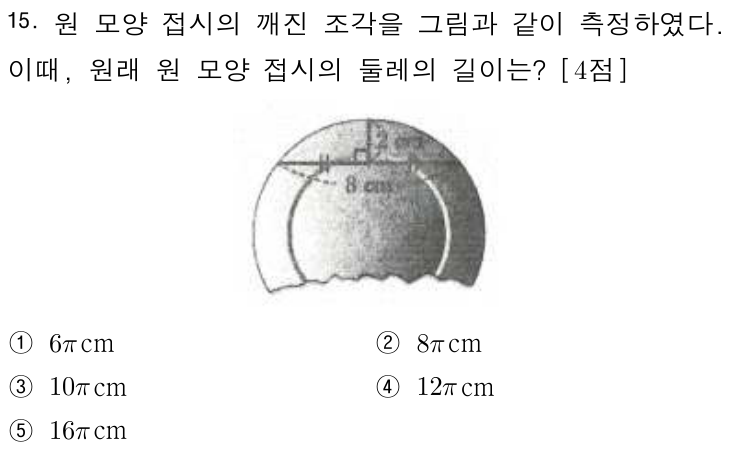 15. 원 모양 접시의 깨진 조각을 그림과 같이 측정하였다.
이때, 원래 원 모양 접시의 둘레의 길이는? [4점]
2 cm
8 cm
① 6π cm
② 8π cm
③ 10π cm
④ 12π cm
⑤ 16π cm